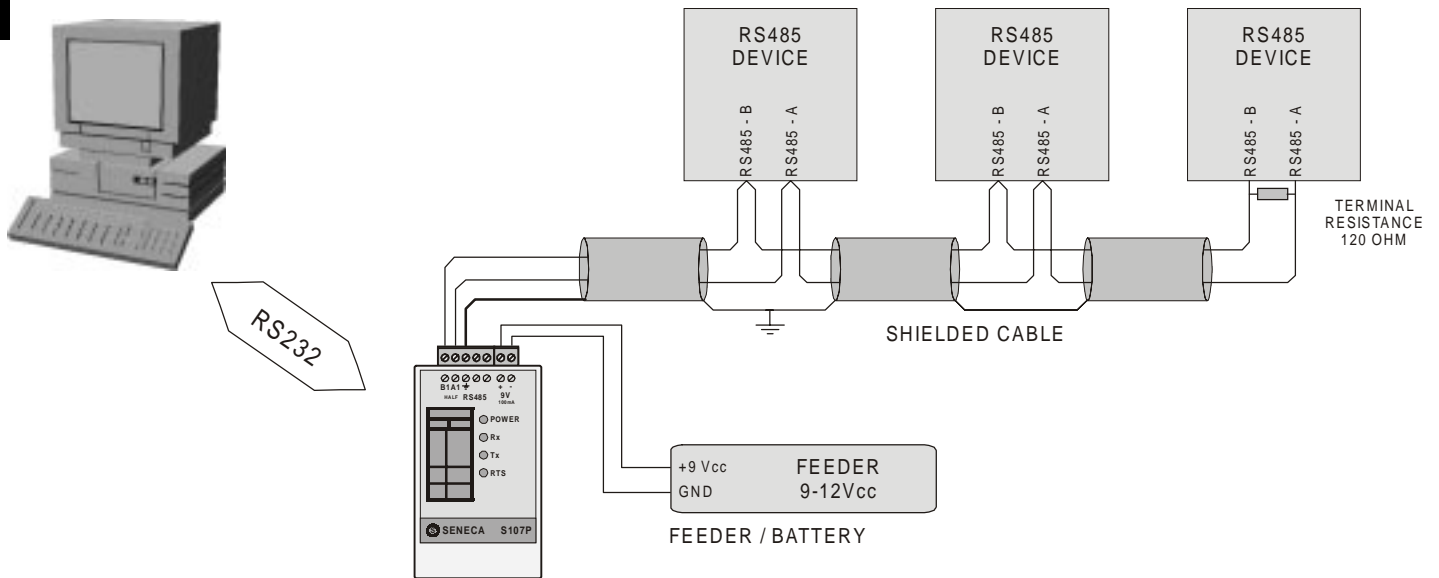 RS485
DEVICE
RS485 - B
RS485 - A
RS485
DEVICE
RS485 - B
RS485 - A
RS485
DEVICE
RS485 - B
RS485 - A
TERMINAL
RESISTANCE
120 OHM
SHIELDED CABLE
RS232
B1A1 + -
HALF RS485 9V
100mA
POWER
Rx
Tx
RTS
S SENECA S107P
+9 Vcc
GND
FEEDER
9-12Vcc
FEEDER / BATTERY